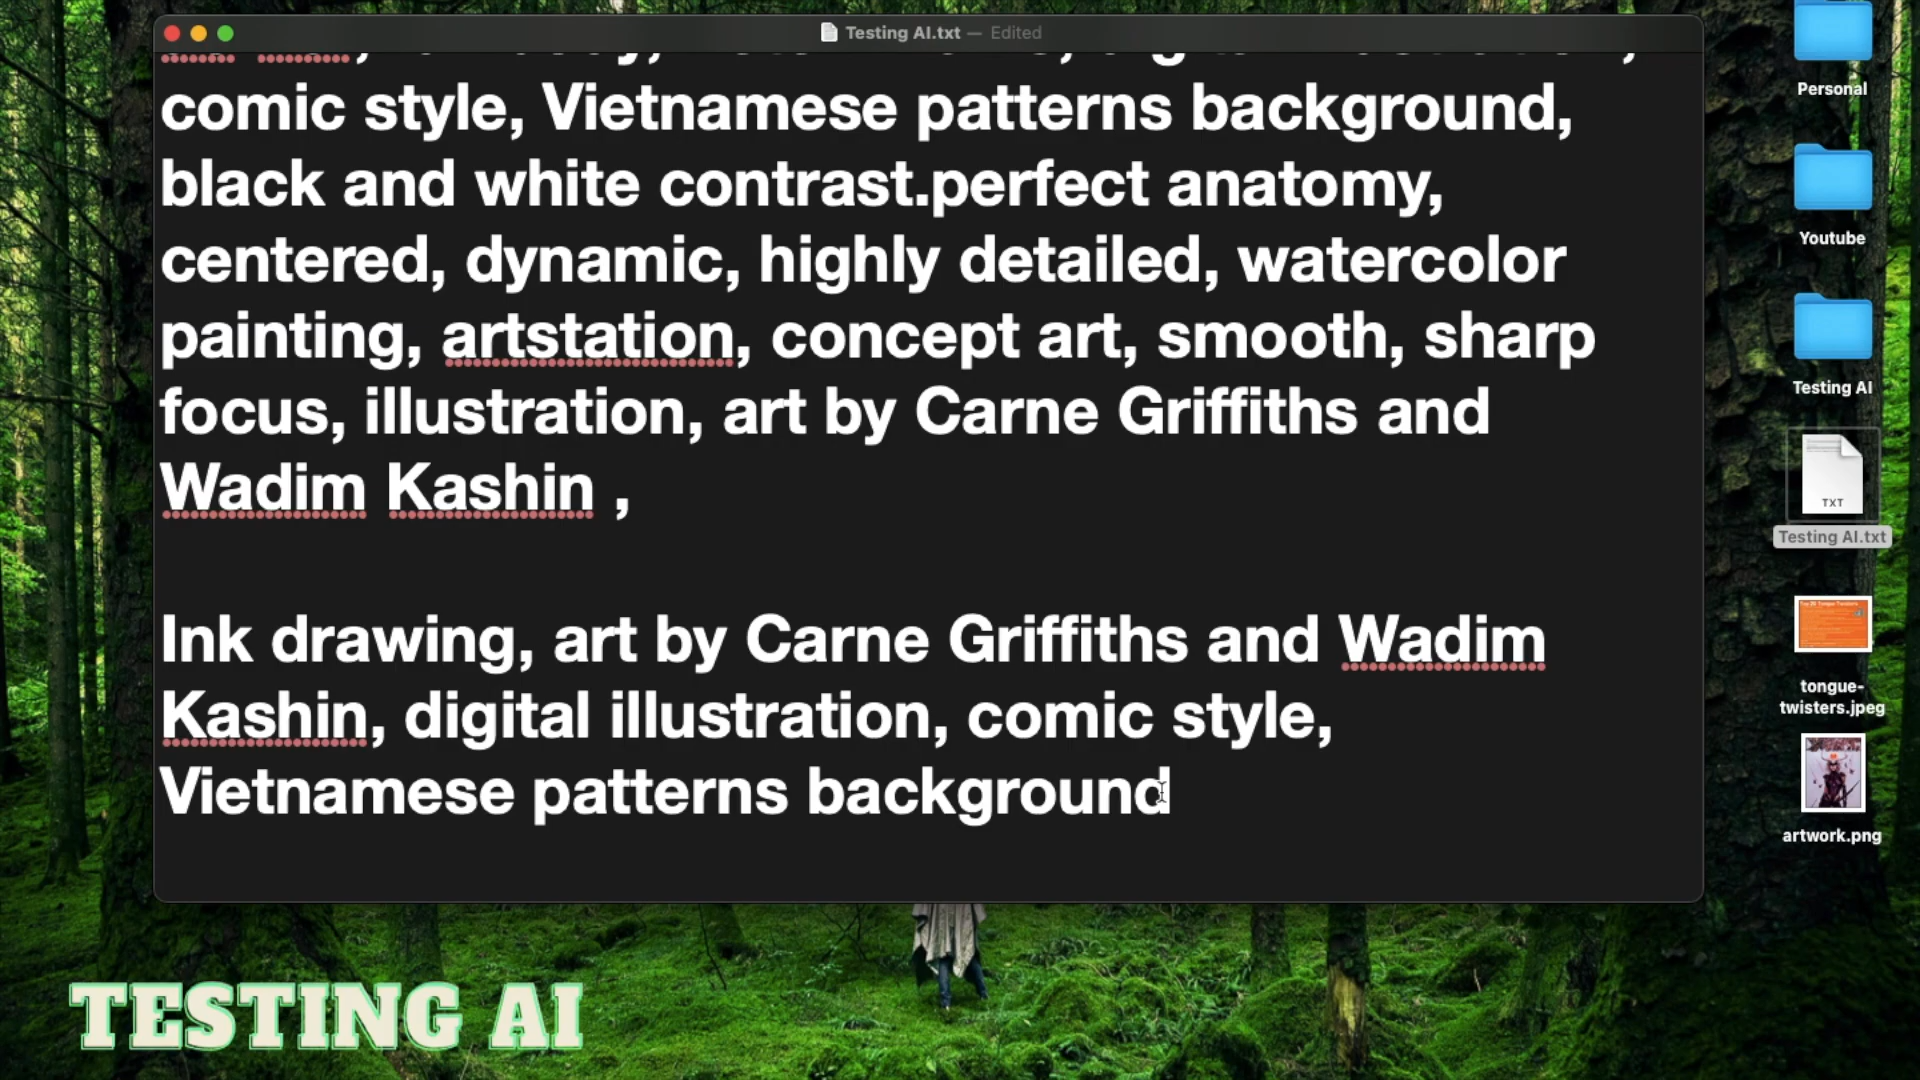 Testing AI.txt — Edited
comic style, Vietnamese patterns background,
black and white contrast.perfect anatomy,
centered, dynamic, highly detailed, watercolor
painting, artstation, concept art, smooth, sharp
focus, illustration, art by Carne Griffiths and
Wadim Kashin ,
Ink drawing, art by Carne Griffiths and Wadim
Kashin, digital illustration, comic style,
Vietnamese patterns background
Personal
Youtube
Testing AI
TXT
Testing AI.txt
tongue-
twisters.jpeg
artwork.png
TESTING AI